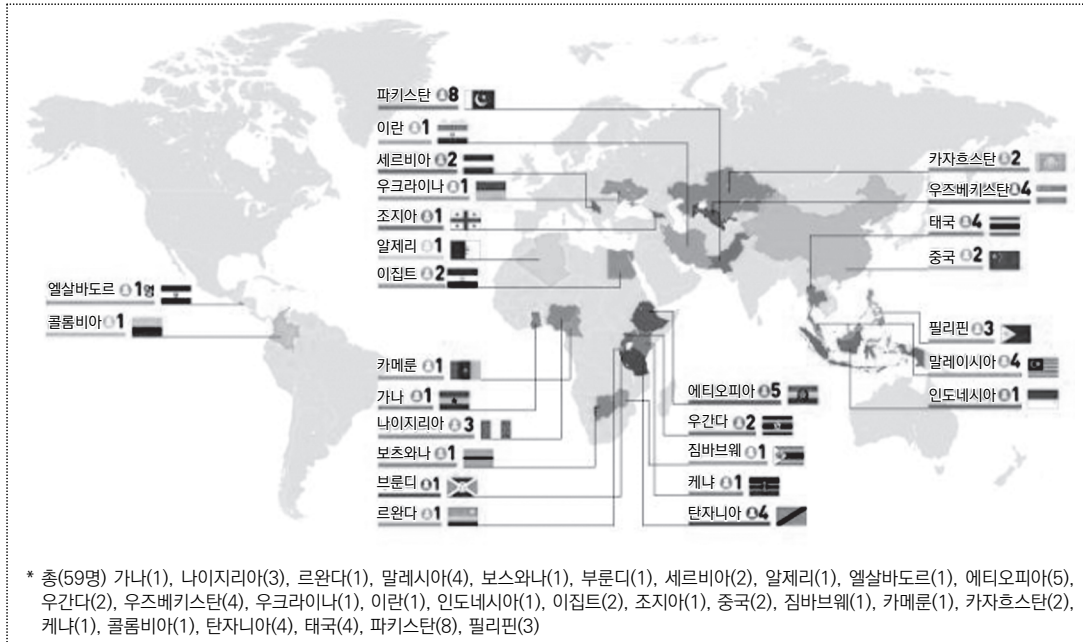 파키스탄 8
이란 1
세르비아 2
우크라이나 1
조지아 1
알제리 1
이집트 2
엘살바도르 1명
콜롬비아 1
카메룬 1
가나 1
나이지리아 3
보츠와나 1
브룬디 1
르완다 1
에티오피아 5
우간다 2
짐바브웨 1
케냐 1
탄자니아 4
카자흐스탄 2
우즈베키스탄 4
태국 4
중국 2
필리핀 3
말레이시아 4
인도네시아 1
* 총(59명) 가나(1), 나이지리아(3), 르완다(1), 말레시아(4), 보스와나(1), 부룬디(1), 세르비아(2), 알제리(1), 엘살바도르(1), 에티오피아(5),
우간다(2), 우즈베키스탄(4), 우크라이나(1), 이란(1), 인도네시아(1), 이집트(2), 조지아(1), 중국(2), 짐바브웨(1), 카메룬(1), 카자흐스탄(2),
케냐(1), 콜롬비아(1), 탄자니아(4), 태국(4), 파키스탄(8), 필리핀(3)